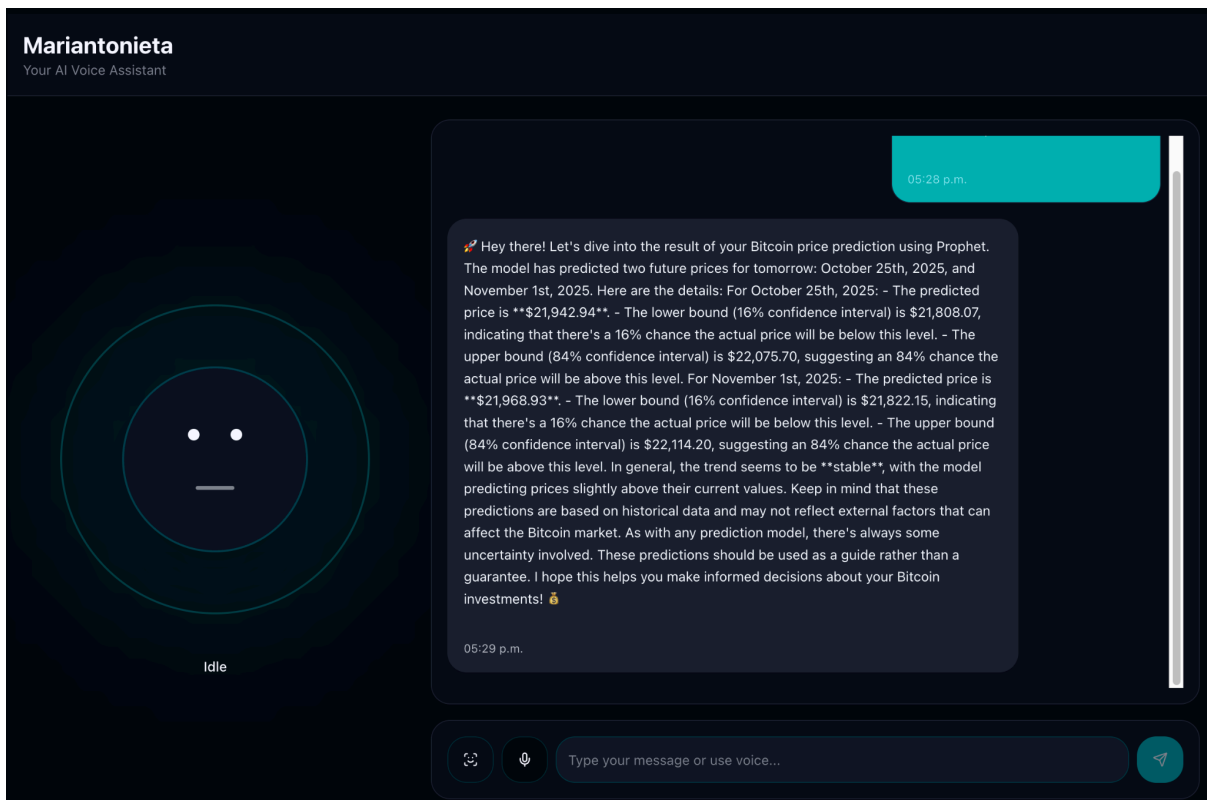 Mariantonieta
Your AI Voice Assistant
05:28 p.m.
🚀 Hey there! Let's dive into the result of your Bitcoin price prediction using Prophet.
The model has predicted two future prices for tomorrow: October 25th, 2025, and
November 1st, 2025. Here are the details: For October 25th, 2025: - The predicted
price is **$21,942.94**. - The lower bound (16% confidence interval) is $21,808.07,
indicating that there's a 16% chance the actual price will be below this level. - The
upper bound (84% confidence interval) is $22,075.70, suggesting an 84% chance the
actual price will be above this level. For November 1st, 2025: - The predicted price is
**$21,968.93**. - The lower bound (16% confidence interval) is $21,822.15, indicating
that there's a 16% chance the actual price will be below this level. - The upper bound
(84% confidence interval) is $22,114.20, suggesting an 84% chance the actual price
will be above this level. In general, the trend seems to be **stable**, with the model
predicting prices slightly above their current values. Keep in mind that these
predictions are based on historical data and may not reflect external factors that can
affect the Bitcoin market. As with any prediction model, there's always some
uncertainty involved. These predictions should be used as a guide rather than a
guarantee. I hope this helps you make informed decisions about your Bitcoin
investments! 💰
05:29 p.m.
Idle
Type your message or use voice...